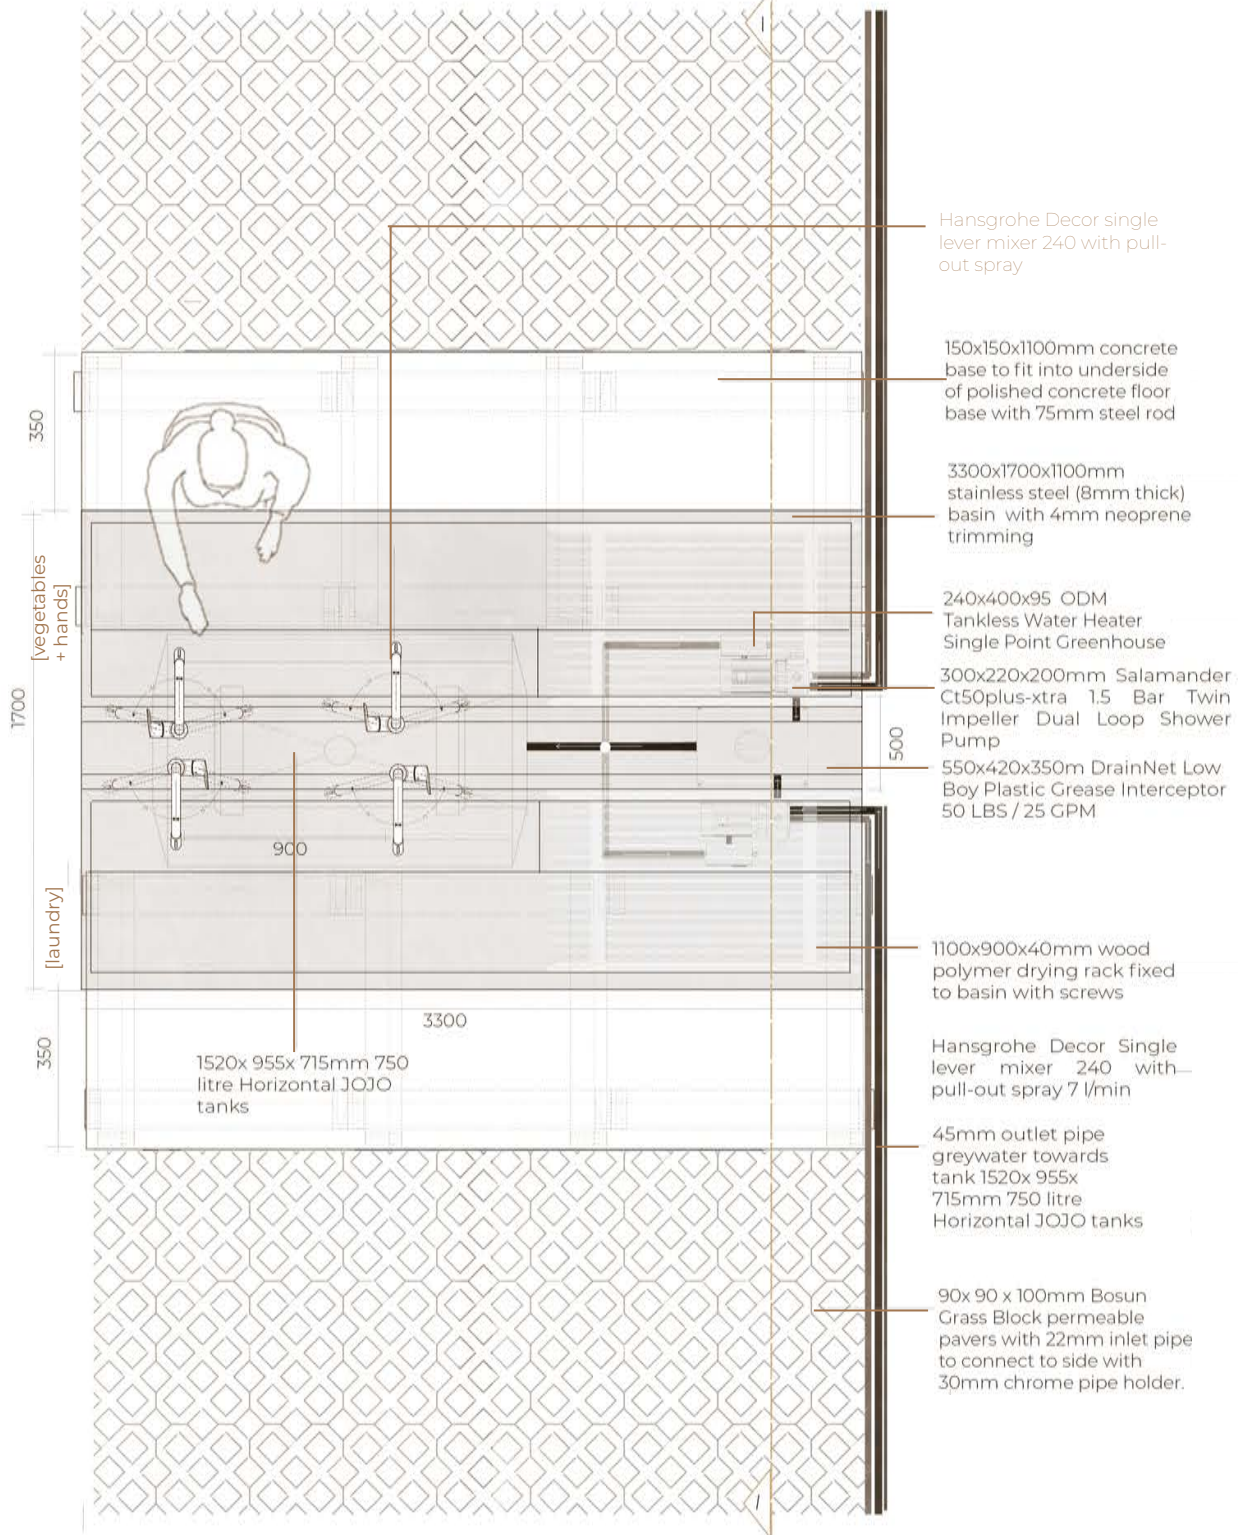 Hansgrohe Decor single
lever mixer 240 with pull-
out spray
150x150x1100mm concrete
base to fit into underside
of polished concrete floor
base with 75mm steel rod
3300x1700x1100mm
stainless steel (8mm thick)
basin with 4mm neoprene
trimming
240x400x95 ODM
Tankless Water Heater
Single Point Greenhouse
300x220x200mm Salamander
Ct50plus-xtra 1.5 Bar Twin
Impeller Dual Loop Shower
Pump
550x420x350m DrainNet Low
Boy Plastic Grease Interceptor
50 LBS / 25 GPM
1100x900x40mm wood
polymer drying rack fixed
to basin with screws
Hansgrohe Decor Single
lever mixer 240 with
pull-out spray 7 l/min
45mm outlet pipe
greywater towards
tank 1520x 955x
715mm 750 litre
Horizontal JOJO tanks
90x 90 x 100mm Bosun
Grass Block permeable
pavers with 22mm inlet pipe
to connect to side with
30mm chrome pipe holder.
350
[vegetables
+ hands]
1700
500
900
[laundry]
3300
350
1520x 955x 715mm 750
litre Horizontal JOJO
tanks